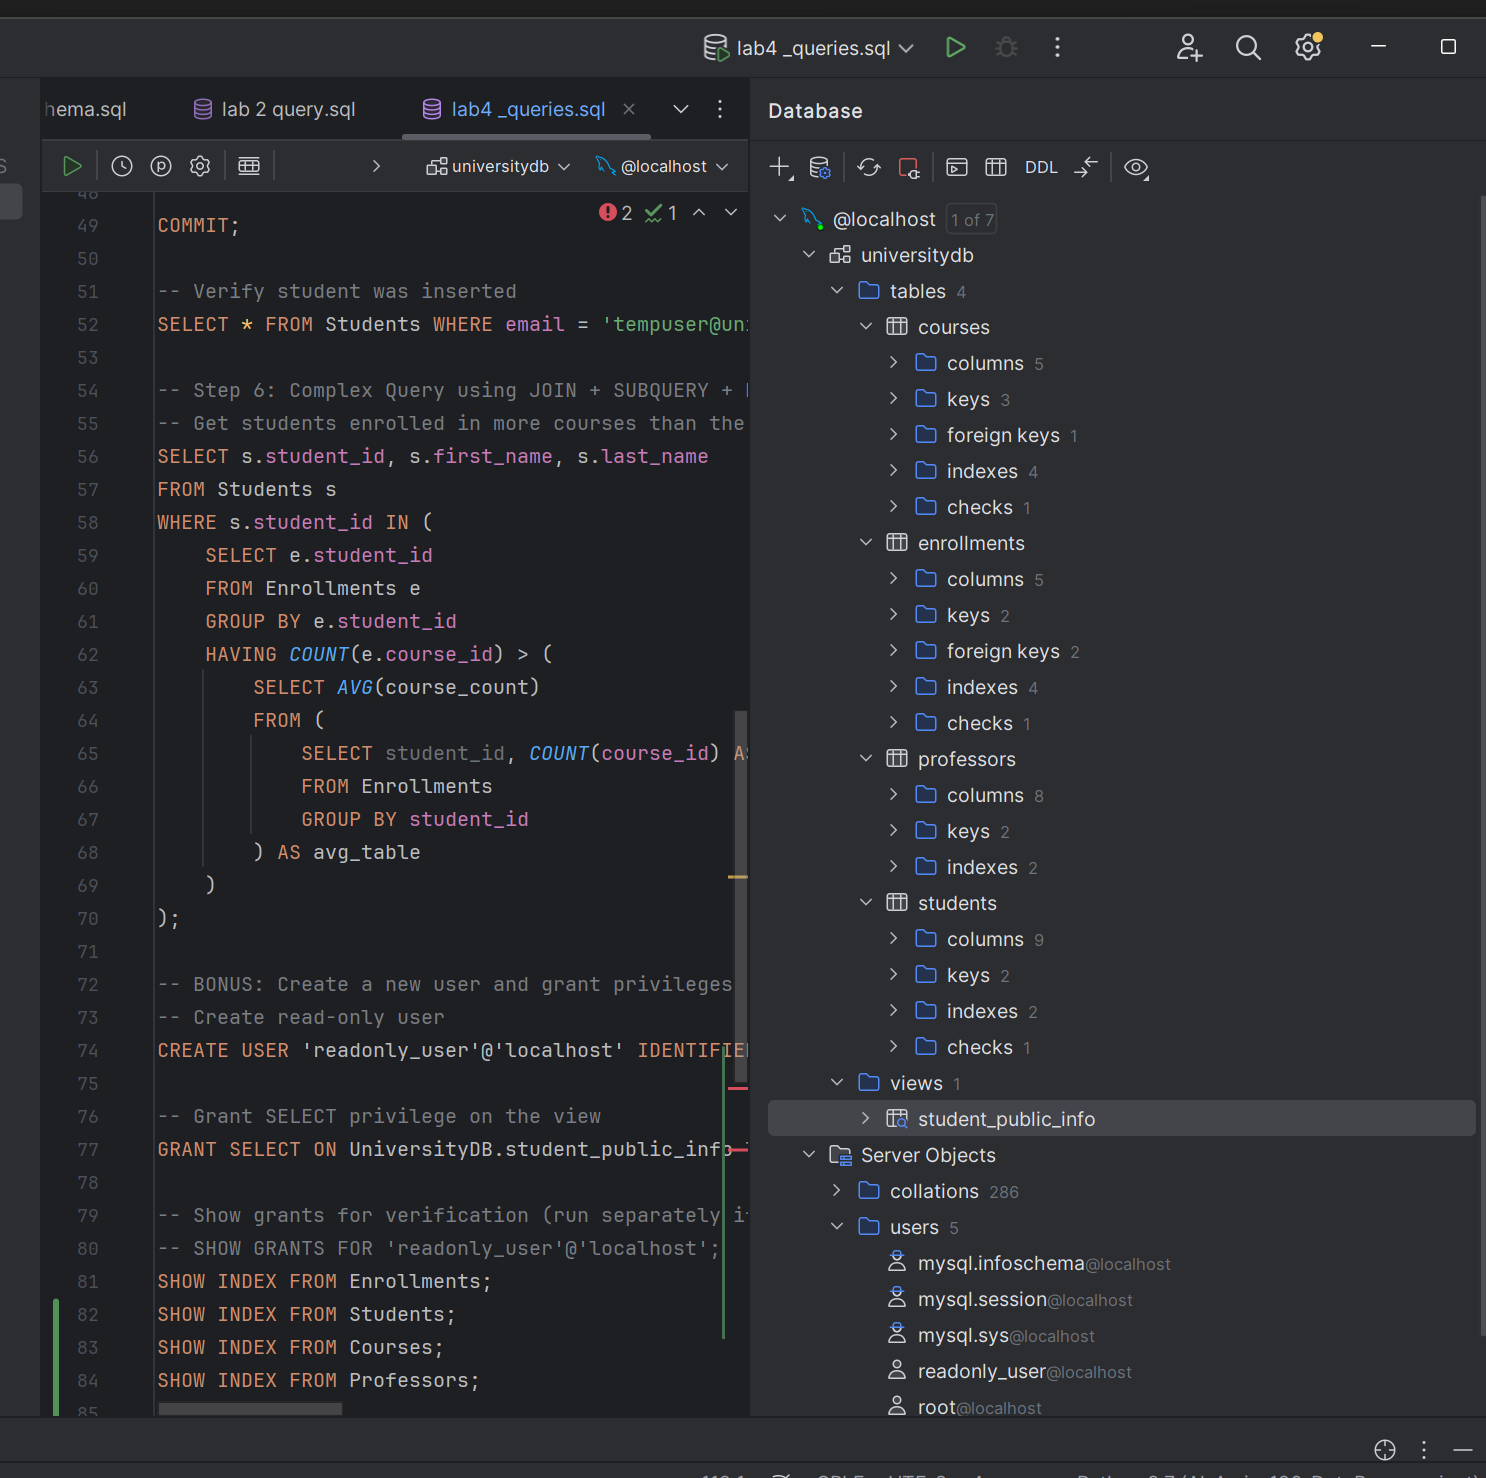 lab4 _queries.sql
hema.sql
lab 2 query.sql
lab4 _queries.sql
universitydb
@localhost
2
1
49 COMMIT;
50
51 -- Verify student was inserted
52 SELECT * FROM Students WHERE email = 'tempuser@uni
53
54 -- Step 6: Complex Query using JOIN + SUBQUERY +
55 -- Get students enrolled in more courses than the
56 SELECT s.student_id, s.first_name, s.last_name
57 FROM Students s
58 WHERE s.student_id IN (
59 SELECT e.student_id
60 FROM Enrollments e
61 GROUP BY e.student_id
62 HAVING COUNT(e.course_id) > (
63 SELECT AVG(course_count)
64 FROM (
65 SELECT student_id, COUNT(course_id) AS
66 FROM Enrollments
67 GROUP BY student_id
68 ) AS avg_table
69 )
70 );
71
72 -- BONUS: Create a new user and grant privileges
73 -- Create read-only user
74 CREATE USER 'readonly_user'@'localhost' IDENTIFIE
75
76 -- Grant SELECT privilege on the view
77 GRANT SELECT ON UniversityDB.student_public_info
78
79 -- Show grants for verification (run separately if
80 -- SHOW GRANTS FOR 'readonly_user'@'localhost';
81 SHOW INDEX FROM Enrollments;
82 SHOW INDEX FROM Students;
83 SHOW INDEX FROM Courses;
84 SHOW INDEX FROM Professors;
85
Database
DDL
@localhost 1 of 7
universitydb
tables 4
courses
columns 5
keys 3
foreign keys 1
indexes 4
checks 1
enrollments
columns 5
keys 2
foreign keys 2
indexes 4
checks 1
professors
columns 8
keys 2
indexes 2
students
columns 9
keys 2
indexes 2
checks 1
views 1
student_public_info
Server Objects
collations 286
users 5
mysql.infoschema@localhost
mysql.session@localhost
mysql.sys@localhost
readonly_user@localhost
root@localhost